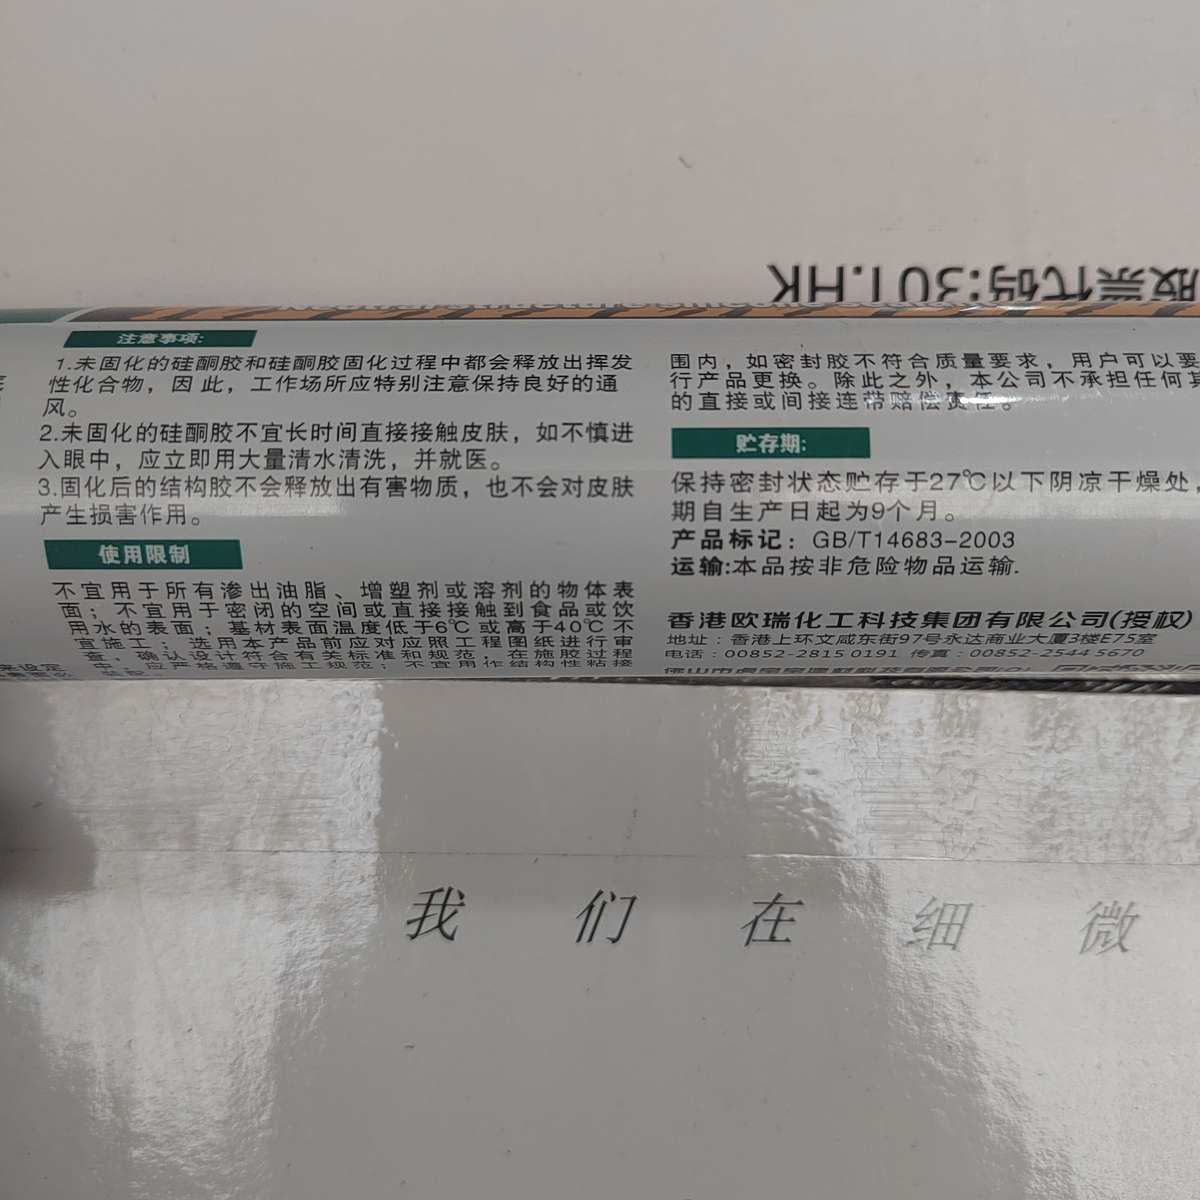 股票代码:301.HK
注意事项:
1.未固化的硅酮胶和硅酮胶固化过程中都会释放出挥发
性化合物，因 此，工作场所应特别注意保持良好的通
风。
2.未固化的硅酮胶不宜长时间直接接触皮肤，如不慎进
入眼中，应立即用大量清水清洗，并就医。
3.固化后的结构胶不会释放出有害物质，也不会对皮肤
产生损害作用。
使用限制
不宜用于所有渗出油脂、增塑剂或溶剂的物体表
面；不宜用于密闭的空间或直接接触到食品或饮
用水的表面；基材表面温度低于6℃或高于40℃不
宜施工；选用本产品前应对应照工程图纸进行审
查，确认设计符合有关标准和规范，在施胶过程
中，应严格遵守施工规范；不宜用作结构性粘接
装配。
围内，如密封胶不符合质量要求，用户可以要
行产品更换。除此之外，本公司不承担任何其
的直接或间接连带赔偿责任。
贮存期:
保持密封状态贮存于27℃以下阴凉干燥处，
期自生产日起为9个月。
产品标记：GB/T14683-2003
运输:本品按非危险物品运输.
香港欧瑞化工科技集团有限公司(授权)
地址：香港上环文咸东街97号永达商业大厦3楼E75室
电话：00852-2815 0191 传真：00852-2544 5670
我们在细微